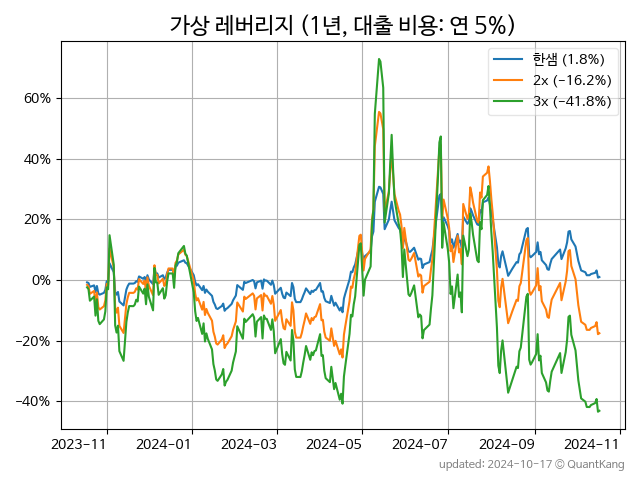 가상 레버리지 (1년, 대출 비용: 연 5%)
한샘 (1.8%)
2x (−16.2%)
3x (−41.8%)
60%
40%
20%
0%
−20%
−40%
2023-11
2024-01
2024-03
2024-05
2024-07
2024-09
2024-11
updated: 2024-10-17 © QuantKang